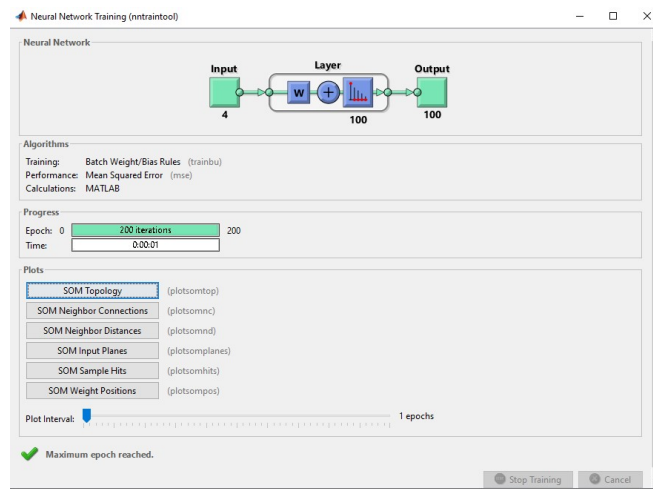 Neural Network Training (nntraintool)
Neural Network
Input
Layer
Output
W
+
4
100
100
Algorithms
Training: Batch Weight/Bias Rules (trainbu)
Performance: Mean Squared Error (mse)
Calculations: MATLAB
Progress
Epoch: 0 200 iterations 200
Time: 0:00:01
Plots
SOM Topology (plotsomtop)
SOM Neighbor Connections (plotsomnc)
SOM Neighbor Distances (plotsomnd)
SOM Input Planes (plotsomplanes)
SOM Sample Hits (plotsomhits)
SOM Weight Positions (plotsompos)
Plot Interval: 1 epochs
Maximum epoch reached.
Stop Training Cancel